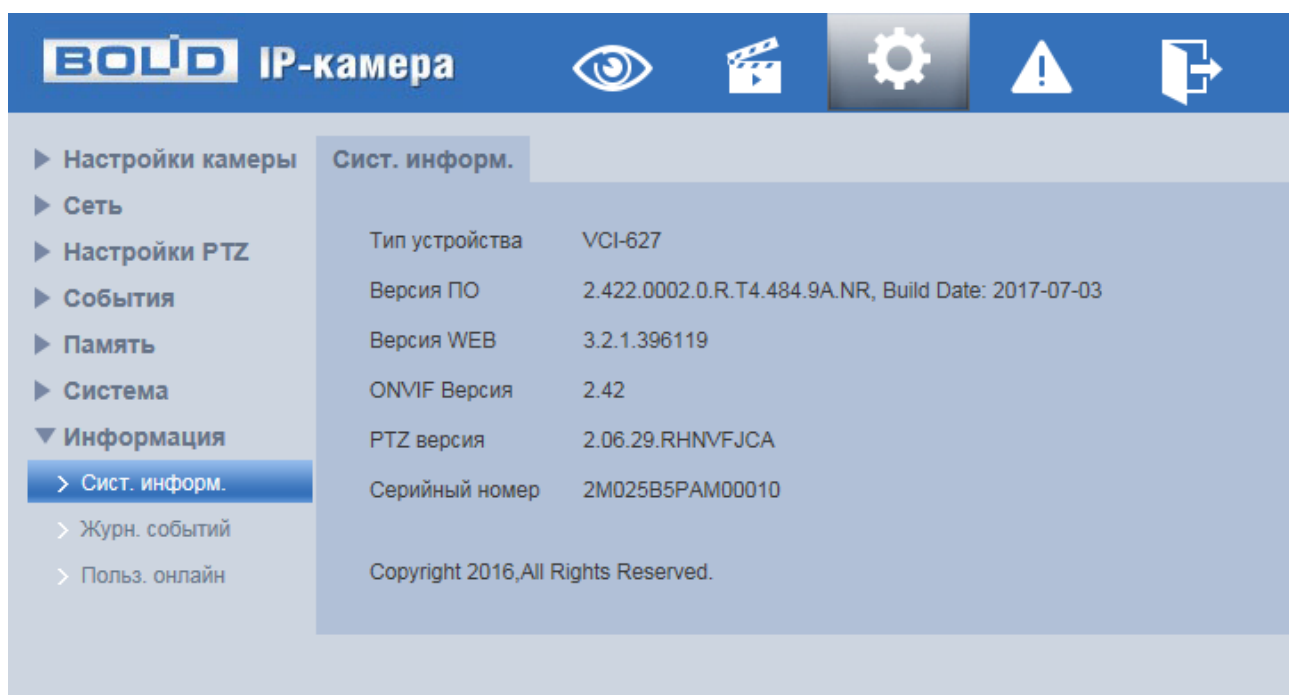 BOLID IP-камера
Настройки камеры
Сеть
Настройки PTZ
События
Память
Система
Информация
Сист. информ.
Журн. событий
Польз. онлайн
Сист. информ.
Тип устройства VCI-627
Версия ПО 2.422.0002.0.R.T4.484.9A.NR, Build Date: 2017-07-03
Версия WEB 3.2.1.396119
ONVIF Версия 2.42
PTZ версия 2.06.29.RHNVFJCA
Серийный номер 2M025B5PAM00010
Copyright 2016,All Rights Reserved.